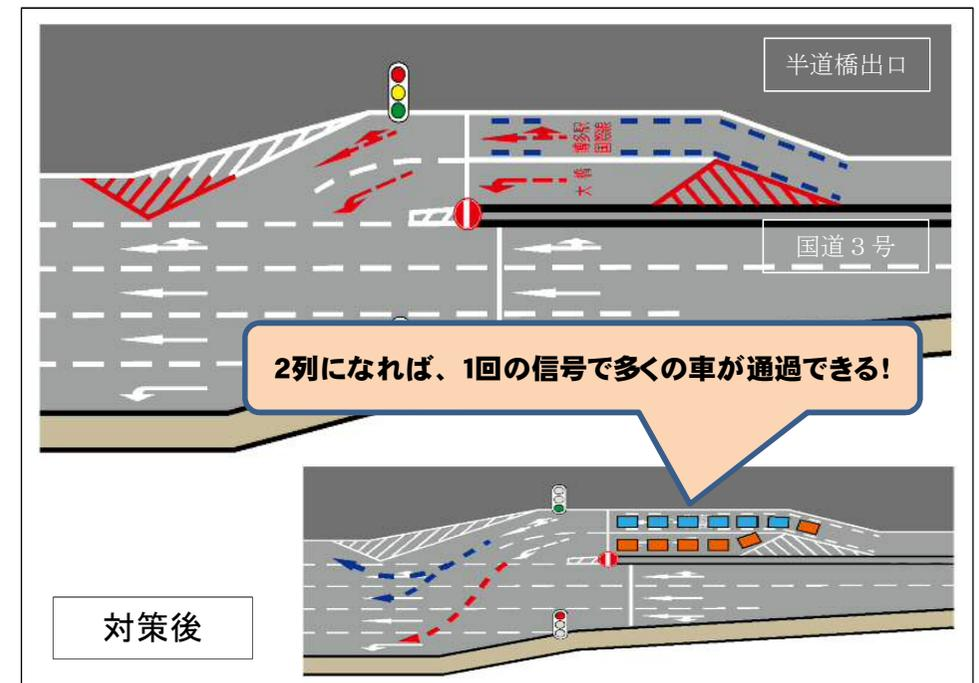 半道橋出口
博多駅
国際線
大橋
国道3号
2列になれば、1回の信号で多くの車が通過できる!
対策後